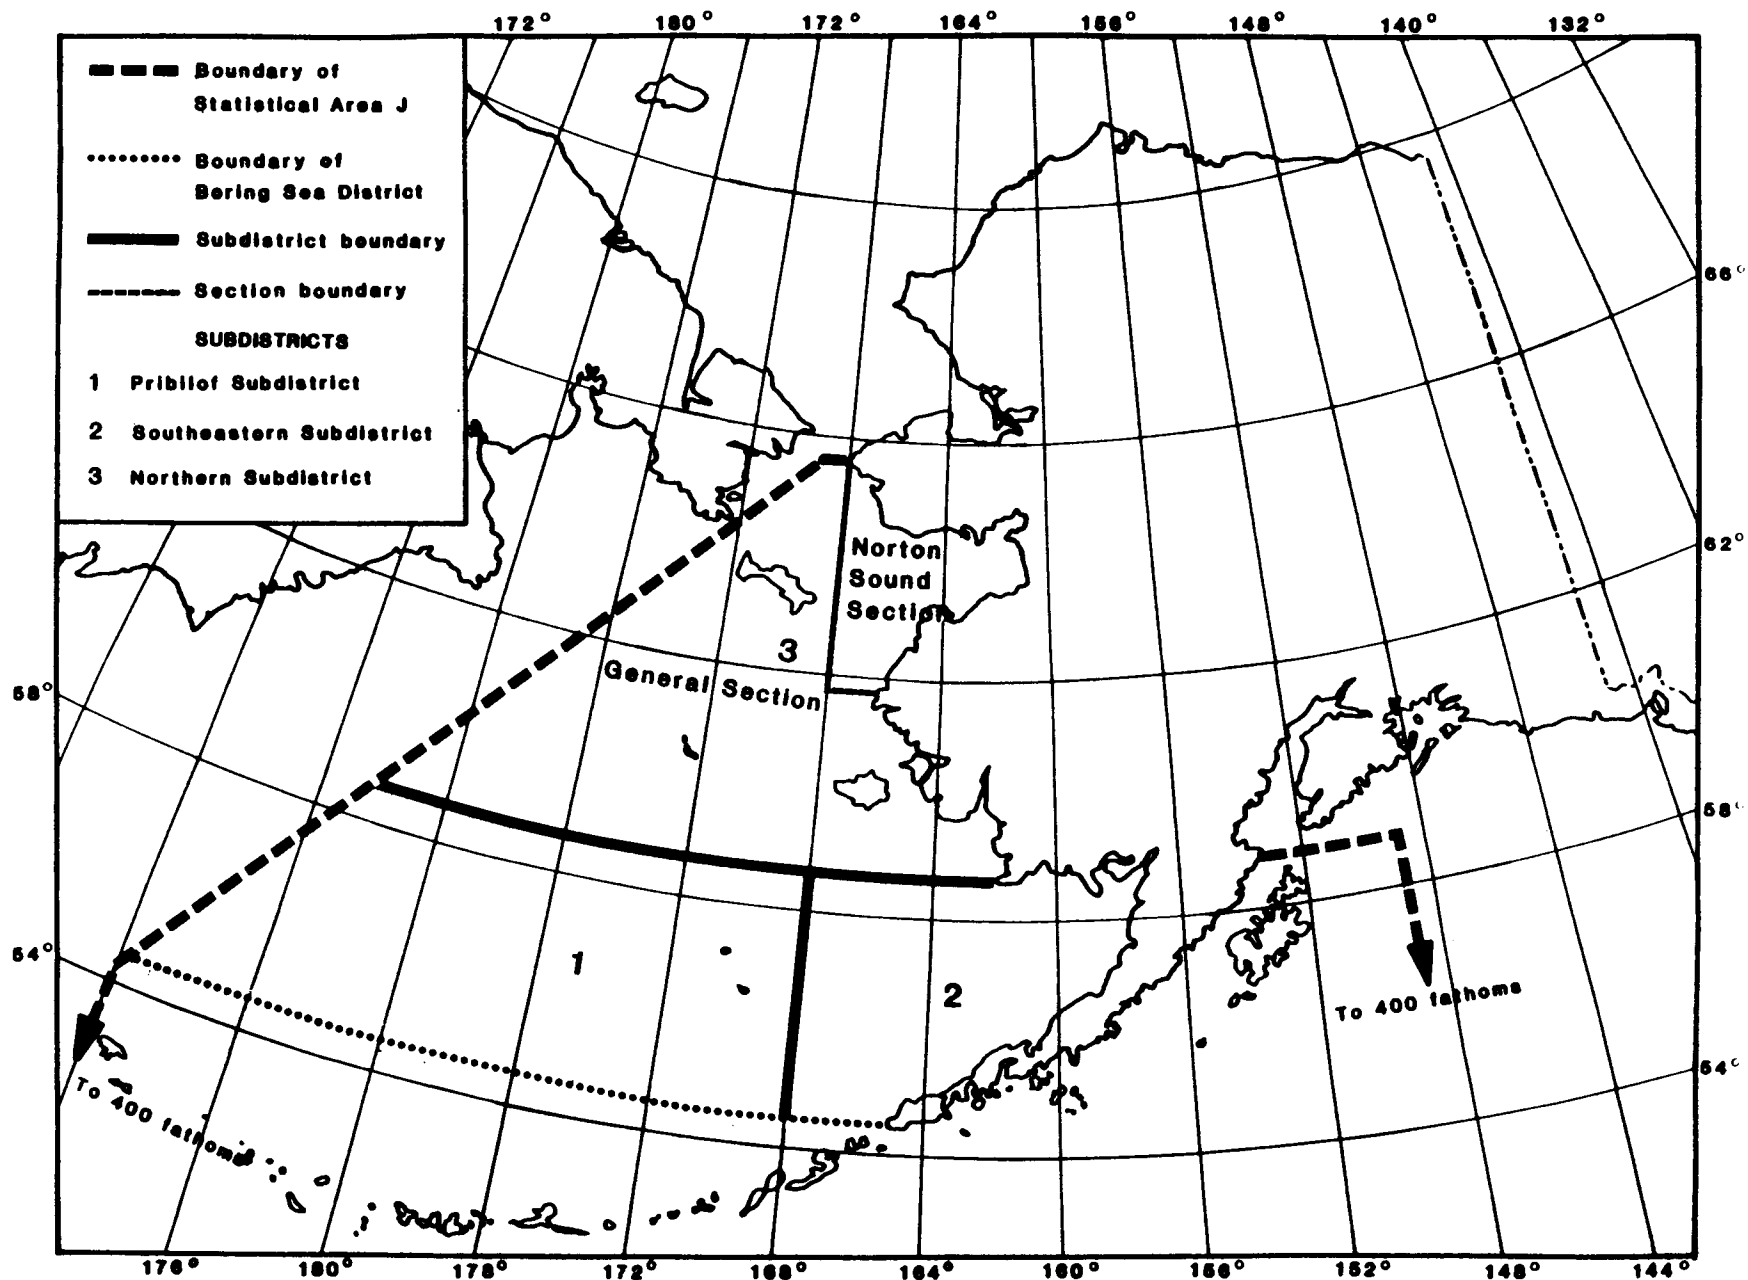 172° 180° 172° 164° 156° 148° 140° 132°
Boundary of
Statistical Area J
Boundary of
Bering Sea District
Subdistrict boundary
Section boundary
SUBDISTRICTS
1 Pribilof Subdistrict
2 Southeastern Subdistrict
3 Northern Subdistrict
66°
62°
Norton
Sound
Section
3
General Section
58°
58°
54°
1
2
To 400 fathoms
54°
To 400 fathoms
176° 180° 176° 172° 168° 164° 160° 156° 152° 148° 144°